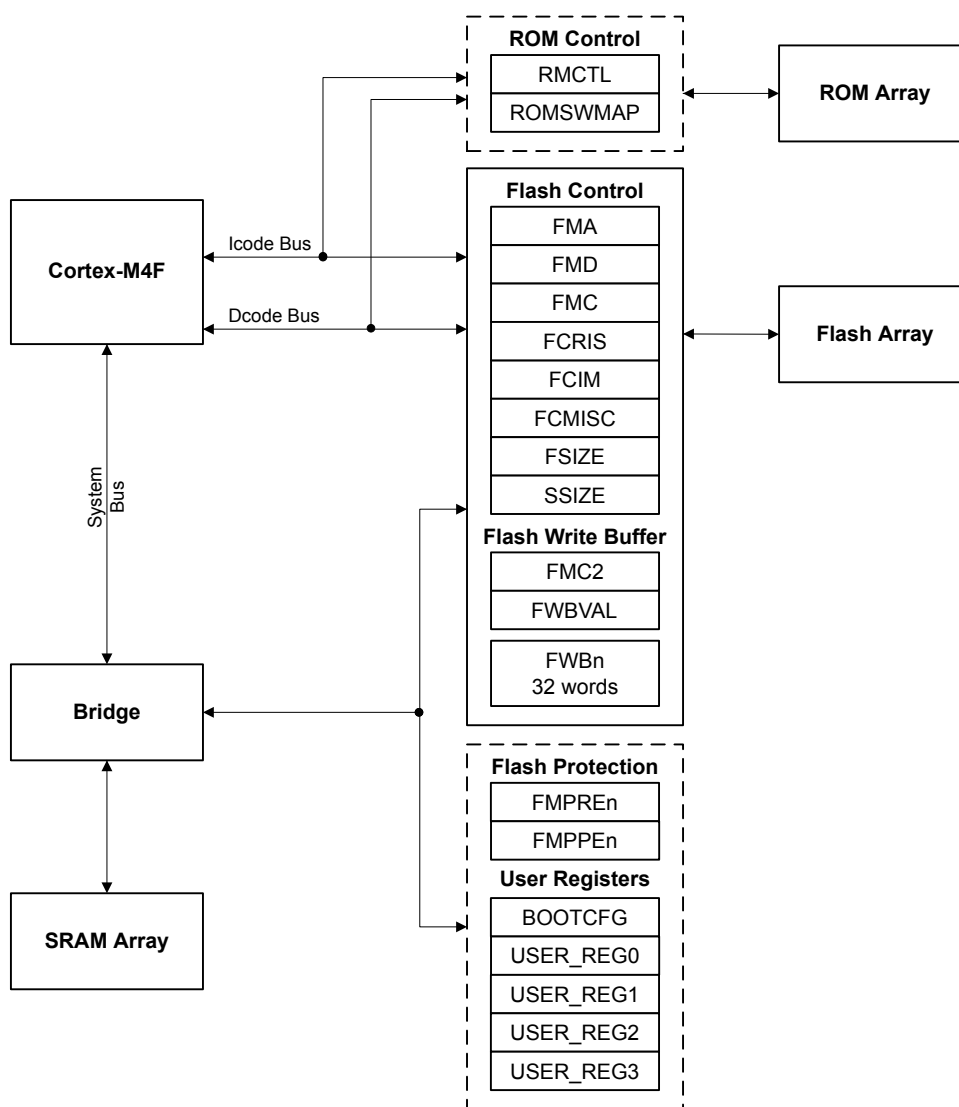 ROM Control
RMCTL
ROMSWMAP
ROM Array
Flash Control
FMA
FMD
FMC
FCRIS
FCIM
FCMISC
FSIZE
SSIZE
Flash Write Buffer
FMC2
FWBVAL
FWBn
32 words
Cortex-M4F
Icode Bus
Dcode Bus
Flash Array
System
Bus
Bridge
SRAM Array
Flash Protection
FMPREn
FMPPEn
User Registers
BOOTCFG
USER_REG0
USER_REG1
USER_REG2
USER_REG3